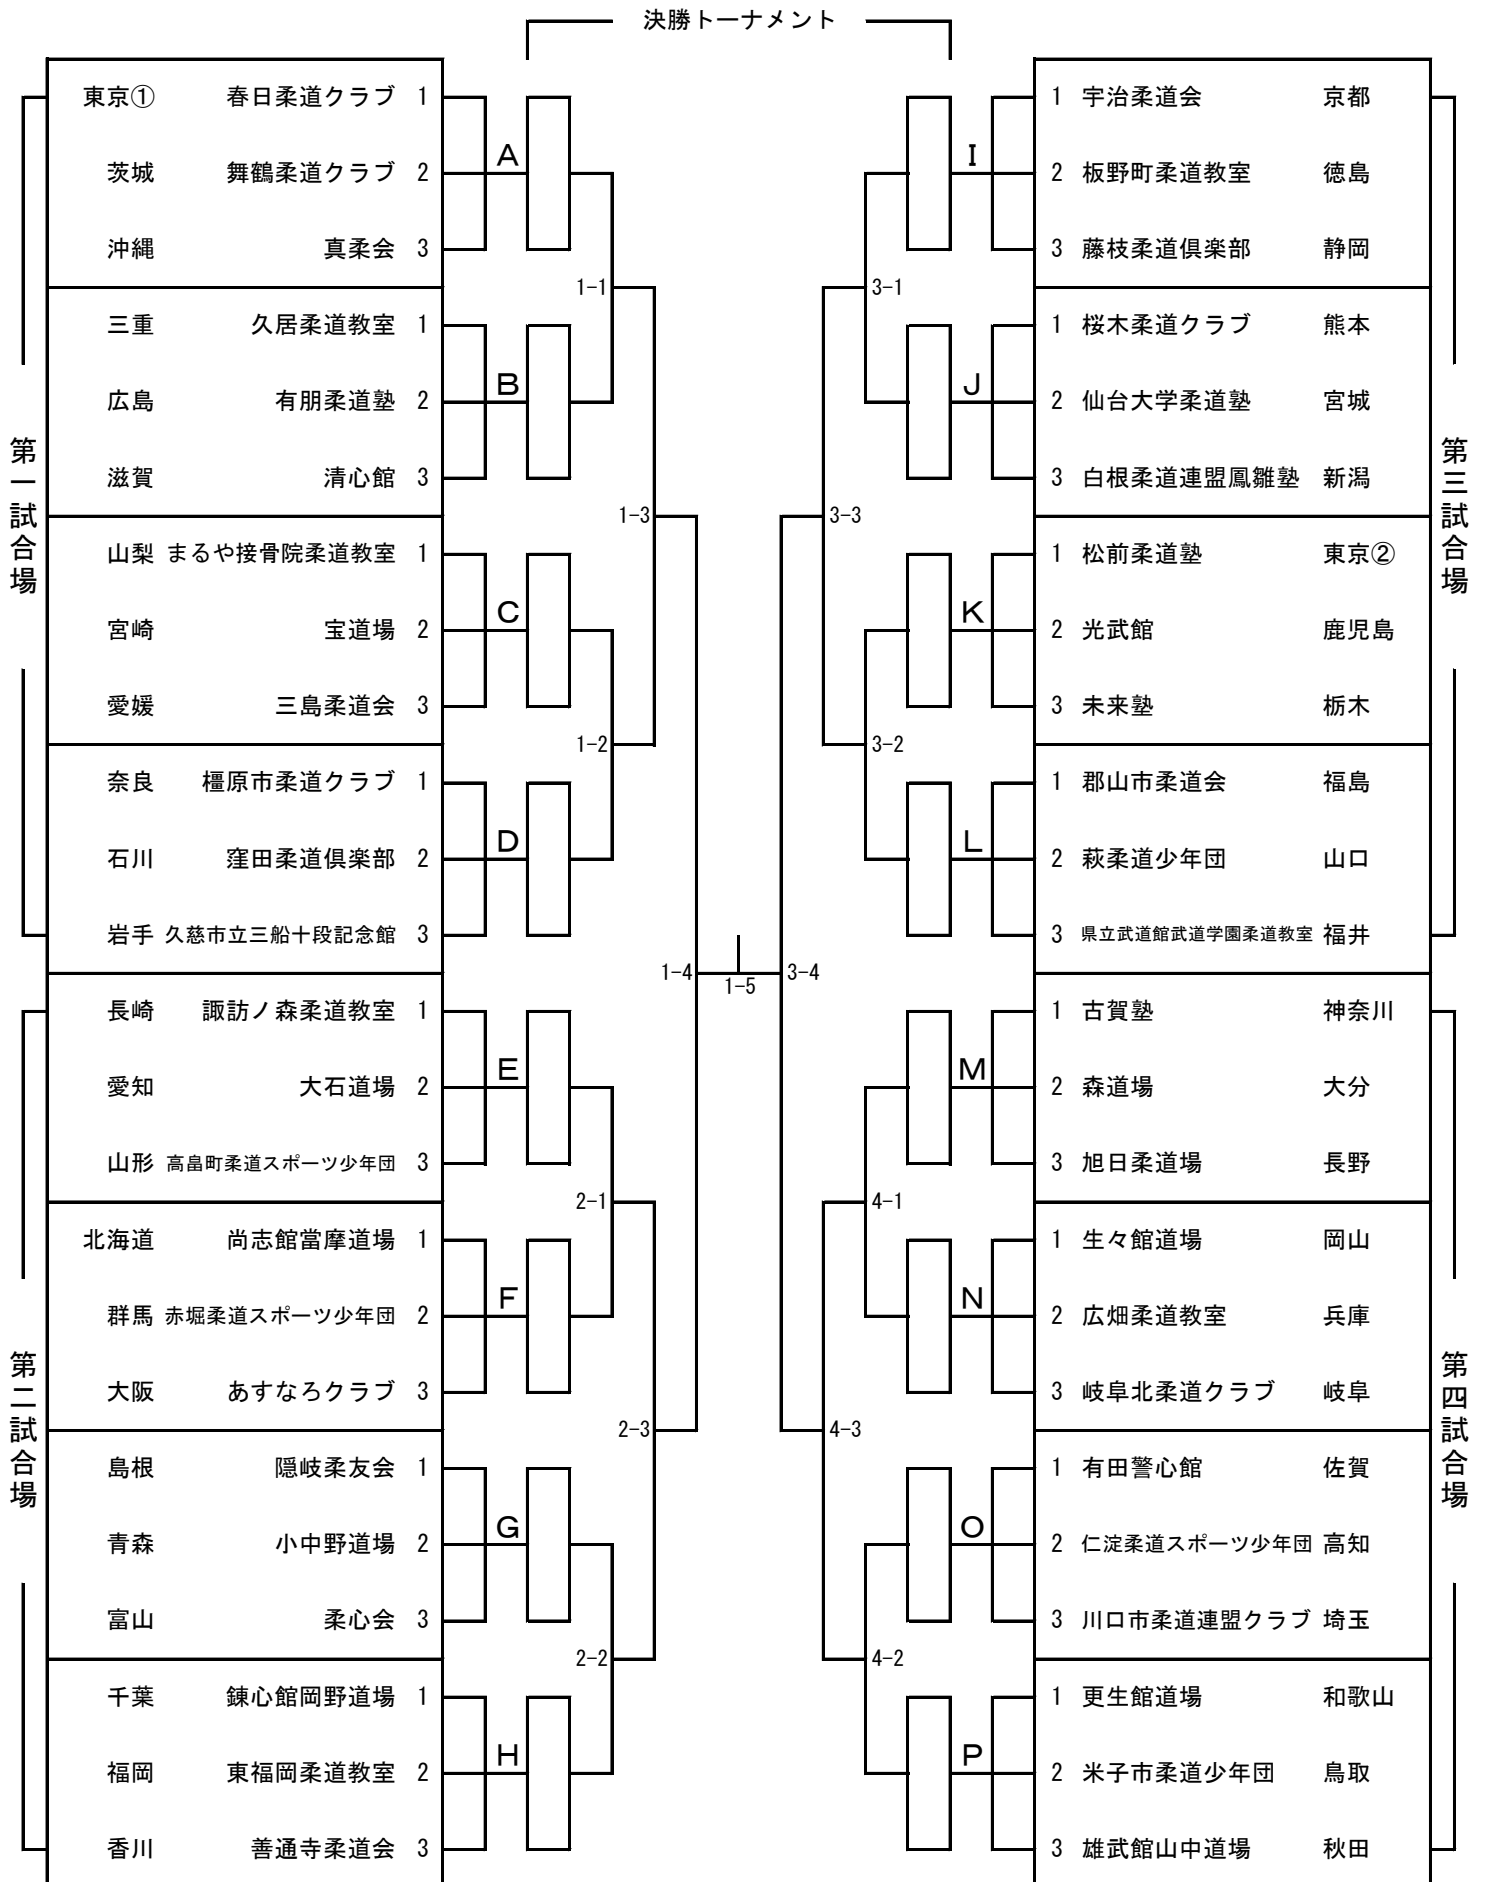 決勝トーナメント
第一試合場
東京① 春日柔道クラブ 1
茨城 舞鶴柔道クラブ 2
沖縄 真柔会 3
A
三重 久居柔道教室 1
広島 有朋柔道塾 2
滋賀 清心館 3
B
1-1
山梨 まるや接骨院柔道教室 1
宮崎 宝道場 2
愛媛 三島柔道会 3
C
奈良 橿原市柔道クラブ 1
石川 窪田柔道倶楽部 2
岩手 久慈市立三船十段記念館 3
D
1-2
1-3
第二試合場
長崎 諏訪ノ森柔道教室 1
愛知 大石道場 2
山形 高畠町柔道スポーツ少年団 3
E
北海道 尚志館當摩道場 1
群馬 赤堀柔道スポーツ少年団 2
大阪 あすなろクラブ 3
F
2-1
島根 隠岐柔友会 1
青森 小中野道場 2
富山 柔心会 3
G
千葉 錬心館岡野道場 1
福岡 東福岡柔道教室 2
香川 善通寺柔道会 3
H
2-2
2-3
1-4
1-5
3-4
第三試合場
1 宇治柔道会 京都
2 板野町柔道教室 徳島
3 藤枝柔道倶楽部 静岡
I
1 桜木柔道クラブ 熊本
2 仙台大学柔道塾 宮城
3 白根柔道連盟鳳雛塾 新潟
J
3-1
1 松前柔道塾 東京②
2 光武館 鹿児島
3 未来塾 栃木
K
1 郡山市柔道会 福島
2 萩柔道少年団 山口
3 県立武道館武道学園柔道教室 福井
L
3-2
3-3
第四試合場
1 古賀塾 神奈川
2 森道場 大分
3 旭日柔道場 長野
M
1 生々館道場 岡山
2 広畑柔道教室 兵庫
3 岐阜北柔道クラブ 岐阜
N
4-1
1 有田警心館 佐賀
2 仁淀柔道スポーツ少年団 高知
3 川口市柔道連盟クラブ 埼玉
O
1 更生館道場 和歌山
2 米子市柔道少年団 鳥取
3 雄武館山中道場 秋田
P
4-2
4-3